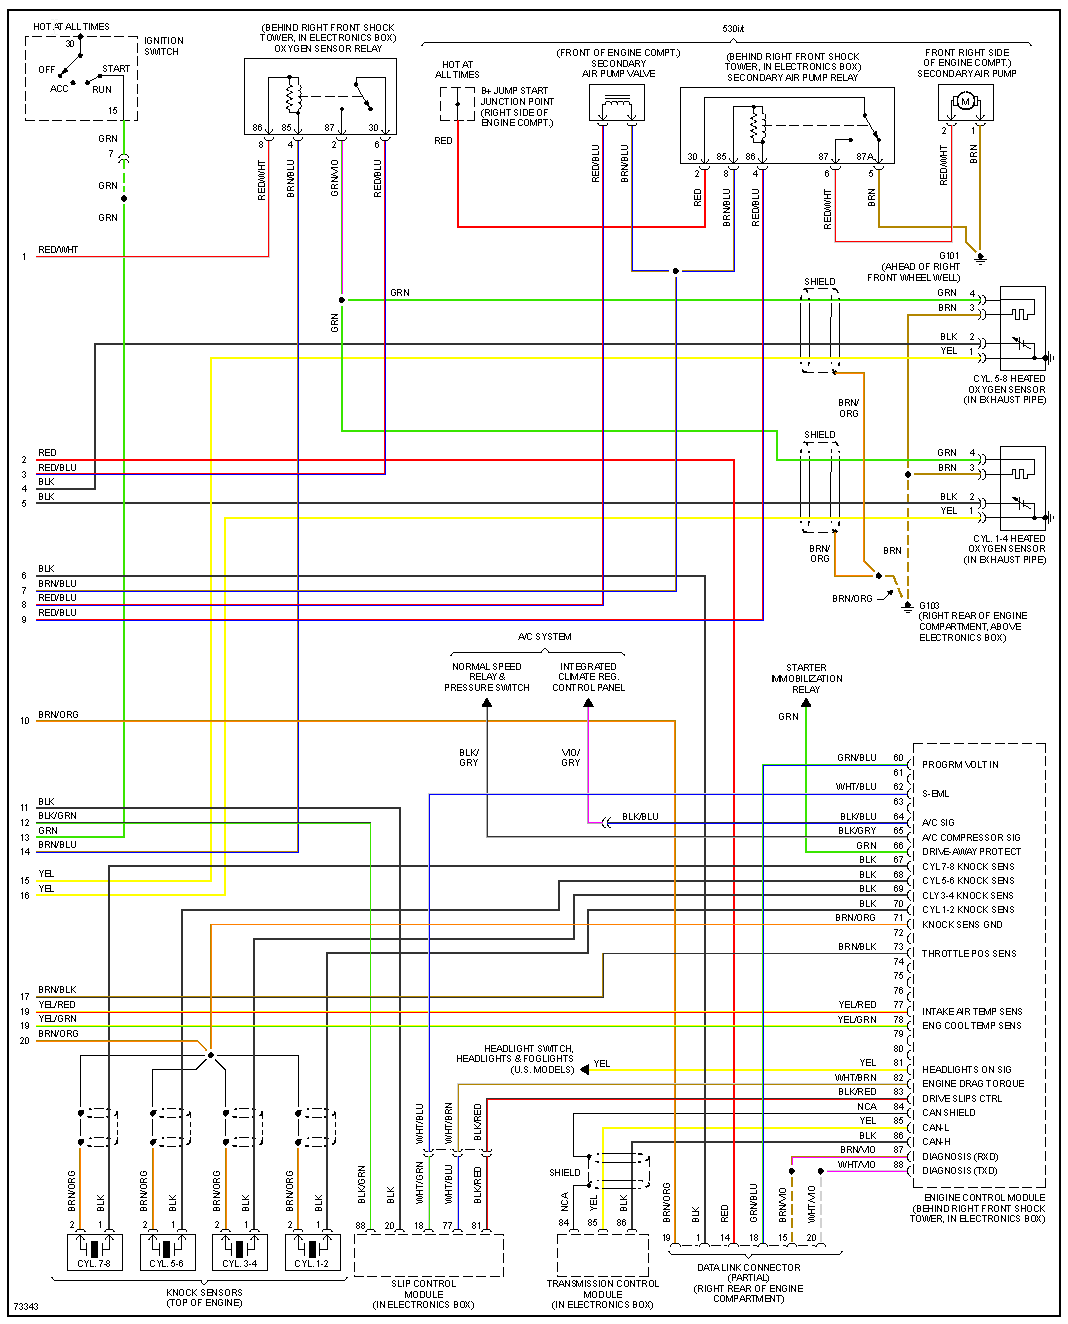 HOT AT ALL TIMES
30
IGNITION
SWITCH
OFF
START
ACC
RUN
15
GRN
7
GRN
GRN
(BEHIND RIGHT FRONT SHOCK
TOWER, IN ELECTRONICS BOX)
OXYGEN SENSOR RELAY
86 85 87 30
8 4 2 6
RED/WHT
BRN/BLU
GRN/VIO
RED/BLU
530i/t
HOT AT
ALL TIMES
B+ JUMP START
JUNCTION POINT
(RIGHT SIDE OF
ENGINE COMPT.)
RED
(FRONT OF ENGINE COMPT.)
SECONDARY
AIR PUMP VALVE
RED/BLU
BRN/BLU
(BEHIND RIGHT FRONT SHOCK
TOWER, IN ELECTRONICS BOX)
SECONDARY AIR PUMP RELAY
30 85 86 87 87A
2 8 4 6 5
RED
BRN/BLU
RED/BLU
RED/WHT
BRN
FRONT RIGHT SIDE
OF ENGINE COMPT.)
SECONDARY AIR PUMP
M
2 1
RED/WHT
BRN
G101
(AHEAD OF RIGHT
FRONT WHEEL WELL)
1 RED/WHT
GRN
GRN
SHIELD
GRN 4
BRN 3
BLK 2
YEL 1
CYL. 5-8 HEATED
OXYGEN SENSOR
(IN EXHAUST PIPE)
BRN/
ORG
SHIELD
GRN 4
BRN 3
BLK 2
YEL 1
CYL. 1-4 HEATED
OXYGEN SENSOR
(IN EXHAUST PIPE)
BRN/
ORG
BRN
BRN/ORG
G103
(RIGHT REAR OF ENGINE
COMPARTMENT, ABOVE
ELECTRONICS BOX)
2 RED
3 RED/BLU
4 BLK
5 BLK
6 BLK
7 BRN/BLU
8 RED/BLU
9 RED/BLU
A/C SYSTEM
NORMAL SPEED
RELAY &
PRESSURE SWITCH
INTEGRATED
CLIMATE REG.
CONTROL PANEL
STARTER
IMMOBILIZATION
RELAY
GRN
BLK/
GRY
VIO/
GRY
BLK/BLU
10 BRN/ORG
11 BLK
12 BLK/GRN
13 GRN
14 BRN/BLU
15 YEL
16 YEL
17 BRN/BLK
19 YEL/RED
19 YEL/GRN
20 BRN/ORG
GRN/BLU 60 PROGRM VOLT IN
61
WHT/BLU 62 S-EML
63
BLK/BLU 64 A/C SIG
BLK/GRY 65 A/C COMPRESSOR SIG
GRN 66 DRIVE-AWAY PROTECT
BLK 67 CYL 7-8 KNOCK SENS
BLK 68 CYL 5-6 KNOCK SENS
BLK 69 CLY 3-4 KNOCK SENS
BLK 70 CYL 1-2 KNOCK SENS
BRN/ORG 71 KNOCK SENS GND
72
BRN/BLK 73 THROTTLE POS SENS
74
75
76
YEL/RED 77 INTAKE AIR TEMP SENS
YEL/GRN 78 ENG COOL TEMP SENS
79
80
YEL 81 HEADLIGHTS ON SIG
WHT/BRN 82 ENGINE DRAG TORQUE
BLK/RED 83 DRIVE SLIPS CTRL
NCA 84 CAN SHIELD
YEL 85 CAN-L
BLK 86 CAN-H
BRN/VIO 87 DIAGNOSIS (RXD)
WHT/VIO 88 DIAGNOSIS (TXD)
ENGINE CONTROL MODULE
(BEHIND RIGHT FRONT SHOCK
TOWER, IN ELECTRONICS BOX)
HEADLIGHT SWITCH,
HEADLIGHTS & FOGLIGHTS
(U.S. MODELS)
YEL
BRN/ORG
BLK
BRN/ORG
BLK
BRN/ORG
BLK
BRN/ORG
BLK
2 1 2 1 2 1 2 1
CYL. 7-8
CYL. 5-6
CYL. 3-4
CYL. 1-2
KNOCK SENSORS
(TOP OF ENGINE)
WHT/BLU
WHT/BRN
BLK/RED
BLK/GRN
BLK
WHT/GRN
WHT/BLU
BLK/RED
88 20 18 77 81
SLIP CONTROL
MODULE
(IN ELECTRONICS BOX)
SHIELD
NCA
YEL
BLK
84 85 86
TRANSMISSION CONTROL
MODULE
(IN ELECTRONICS BOX)
BRN/ORG
BLK
RED
GRN/BLU
BRN/VIO
WHT/VIO
19 1 14 18 15 20
DATA LINK CONNECTOR
(PARTIAL)
(RIGHT REAR OF ENGINE
COMPARTMENT)
73343